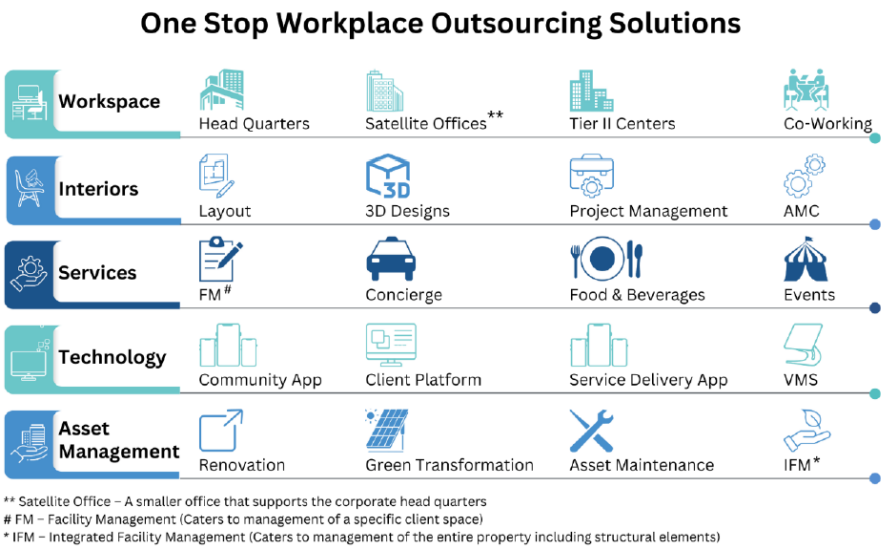 One Stop Workplace Outsourcing Solutions
Workspace
Head Quarters
Satellite Offices**
Tier II Centers
Co-Working
Interiors
Layout
3D
3D Designs
Project Management
AMC
Services
FM#
Concierge
Food & Beverages
Events
Technology
Community App
Client Platform
Service Delivery App
VMS
Asset
Management
Renovation
Green Transformation
Asset Maintenance
IFM*
** Satellite Office – A smaller office that supports the corporate head quarters
# FM – Facility Management (Caters to management of a specific client space)
* IFM – Integrated Facility Management (Caters to management of the entire property including structural elements)